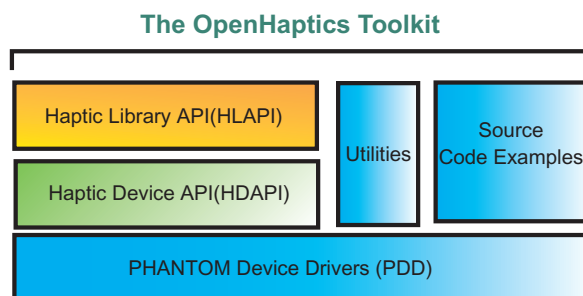 The OpenHaptics Toolkit
Haptic Library API(HLAPI)
Haptic Device API(HDAPI)
Utilities
Source
Code Examples
PHANTOM Device Drivers (PDD)